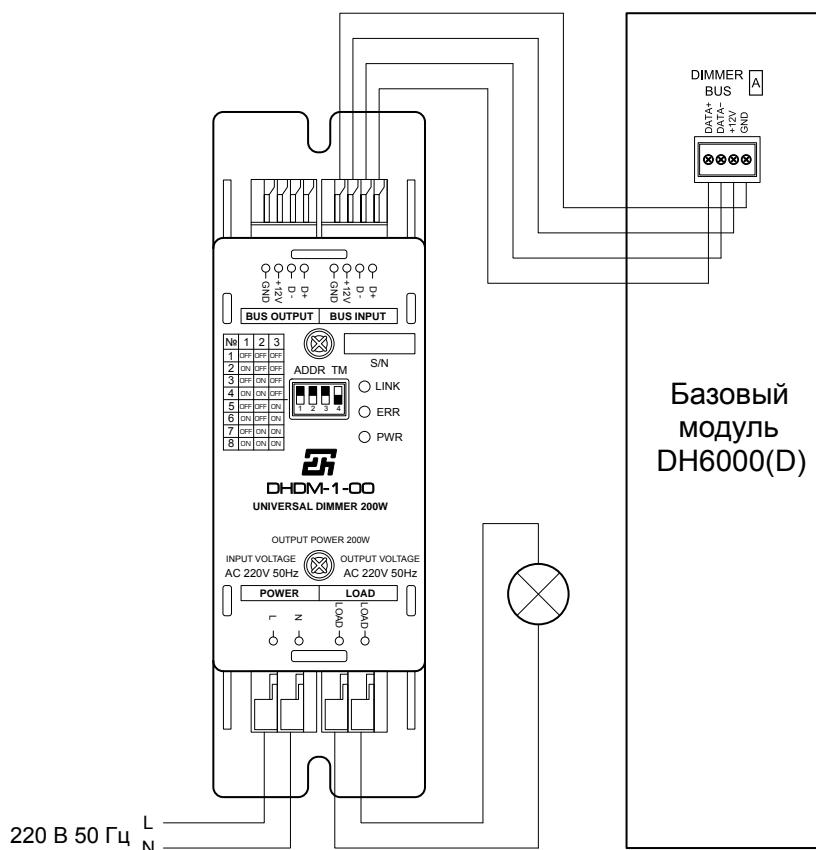 DIMMER
BUS A
DATA+
DATA−
+12V
GND
GND
+12V
D -
D+
GND
+12V
D -
D+
BUS OUTPUT BUS INPUT
S/N
№ 1 2 3
1 OFF OFF OFF
2 ON OFF OFF
3 OFF ON OFF
4 ON ON OFF
5 OFF OFF ON
6 ON OFF ON
7 OFF ON ON
8 ON ON ON
ADDR TM
1 2 3 4
LINK
ERR
PWR
DHDM-1-00
UNIVERSAL DIMMER 200W
OUTPUT POWER 200W
INPUT VOLTAGE
AC 220V 50Hz
OUTPUT VOLTAGE
AC 220V 50Hz
POWER LOAD
L
N
LOAD
LOAD
Базовый
модуль
DH6000(D)
220 В 50 Гц
L
N